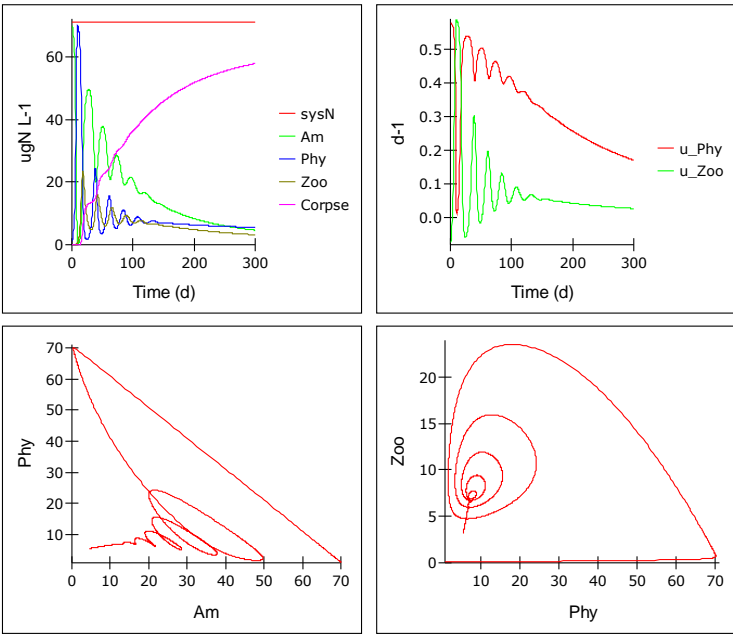 ugN L-1
60
40
20
0
0 100 200 300
Time (d)
sysN
Am
Phy
Zoo
Corpse
d-1
0.5
0.4
0.3
0.2
0.1
0.0
0 100 200 300
Time (d)
u_Phy
u_Zoo
Phy
70
60
50
40
30
20
10
0 10 20 30 40 50 60 70
Am
Zoo
20
15
10
5
0
10 20 30 40 50 60 70
Phy